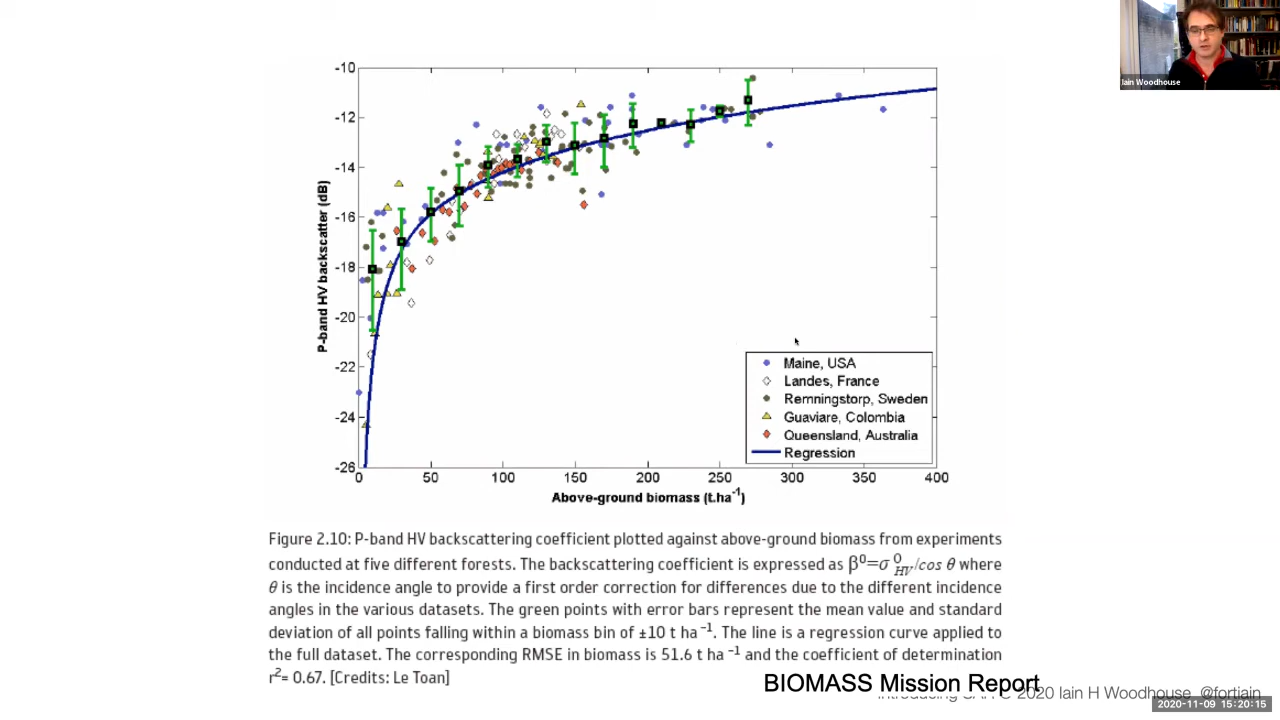 Iain Woodhouse
-10
-12
-14
-16
-18
-20
-22
-24
-26
P-band HV backscatter (dB)
0 50 100 150 200 250 300 350 400
Above-ground biomass (t.ha-1)
Maine, USA
Landes, France
Remningstorp, Sweden
Guaviare, Colombia
Queensland, Australia
Regression
Figure 2.10: P-band HV backscattering coefficient plotted against above-ground biomass from experiments
conducted at five different forests. The backscattering coefficient is expressed as β0=σ0HV/cos θ where
θ is the incidence angle to provide a first order correction for differences due to the different incidence
angles in the various datasets. The green points with error bars represent the mean value and standard
deviation of all points falling within a biomass bin of ±10 t ha −1. The line is a regression curve applied to
the full dataset. The corresponding RMSE in biomass is 51.6 t ha −1 and the coefficient of determination
r2= 0.67. [Credits: Le Toan]
BIOMASS Mission Report
Introducing SAR © 2020 Iain H Woodhouse @fortiain
2020-11-09 15:20:15